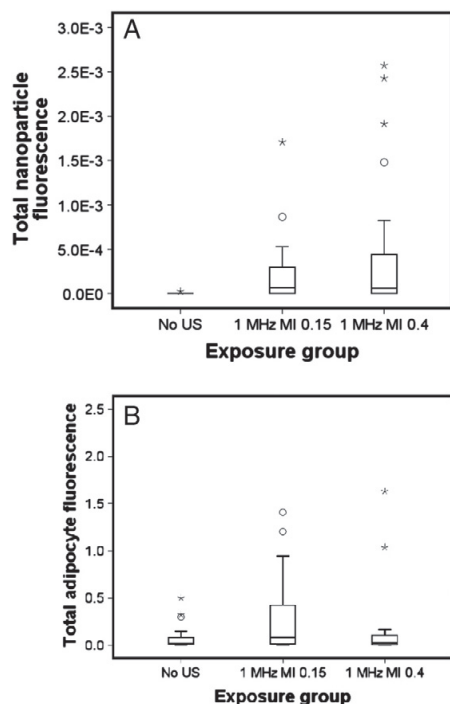 A
Total nanoparticle
fluorescence
3.0E-3
2.5E-3
2.0E-3
1.5E-3
1.0E-3
5.0E-4
0.0E0
No US 1 MHz MI 0.15 1 MHz MI 0.4
Exposure group
B
Total adipocyte fluorescence
2.5
2.0
1.5
1.0
0.5
0.0
No US 1 MHz MI 0.15 1 MHz MI 0.4
Exposure group